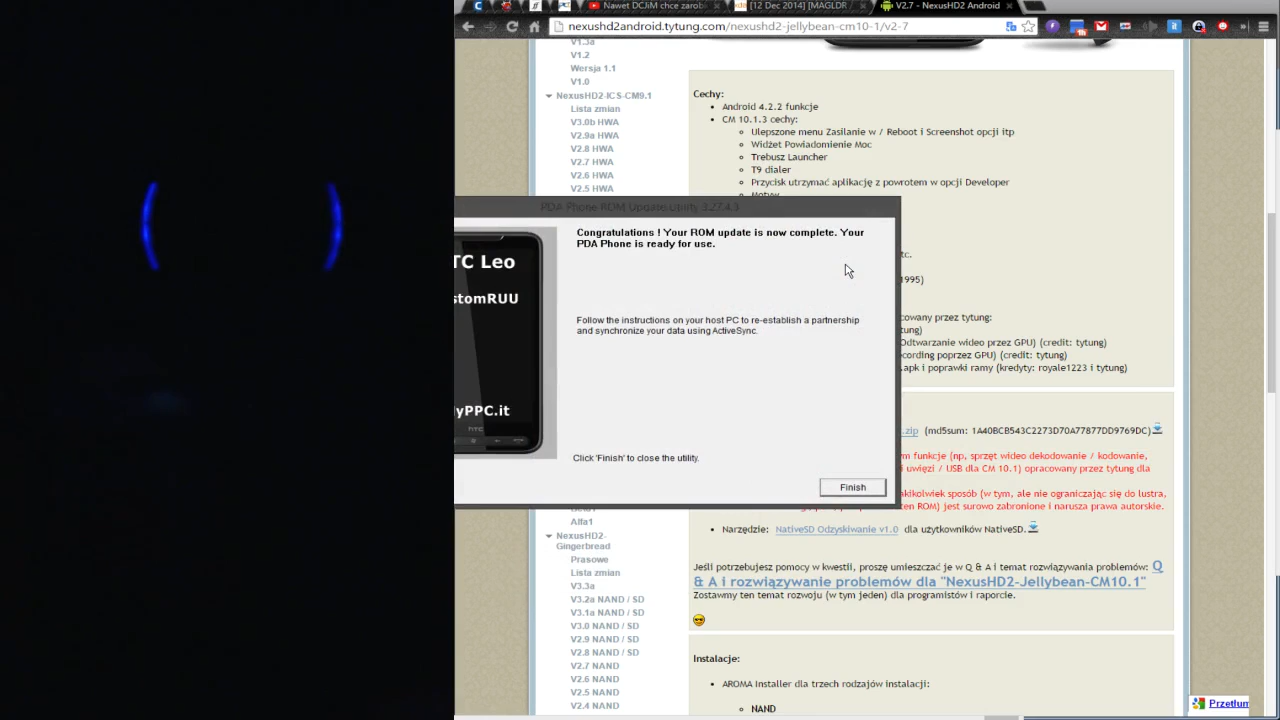 Nawet DCJiM chce zarob
[12 Dec 2014] [MAGLDR
V2.7 - NexusHD2 Android
nexushd2android.tytung.com/nexushd-jellybean-cm10-1/v2-7
V1.3a
V1.2
Wersja 1.1
V1.0
NexusHD2-ICS-CM9.1
Lista zmian
V3.0b HWA
V2.9a HWA
V2.8 HWA
V2.7 HWA
V2.6 HWA
V2.5 HWA
Cechy:
Android 4.2.2 funkcje
CM 10.1.3 cechy:
Ulepszone menu Zasilanie w / Reboot i Screenshot opcji itp
Widżet Powiadomienie Moc
Trebusz Launcher
T9 dialer
Przycisk utrzymać aplikację z powrotem w opcji Developer
Motyw
PDA Phone ROM Update Utility 3.27.4.3
Congratulations ! Your ROM update is now complete. Your
PDA Phone is ready for use.
Follow the instructions on your host PC to re-establish a partnership
and synchronize your data using ActiveSync.
Click 'Finish' to close the utility.
Finish
TC Leo
stomRUU
yPPC.it
htc
tc.
1995)
cowany przez tytung:
tung)
Odtwarzanie wideo przez GPU) (credit: tytung)
ecording poprzez GPU) (credit: tytung)
.apk i poprawki ramy (kredyty: royale1223 i tytung)
.zip (md5sum: 1A40BCB543C2273D70A77877DD9769DC)
ym funkcje (np, sprzęt wideo dekodowanie / kodowanie,
i uwięzi / USB dla CM 10.1) opracowany przez tytung dla
akikolwiek sposób (w tym, ale nie ograniczając się do lustra,
ten ROM) jest surowo zabronione i narusza prawa autorskie.
Narzędzie: NativeSD Odzyskiwanie v1.0 dla użytkowników NativeSD.
Jeśli potrzebujesz pomocy w kwestii, proszę umieszczać je w Q & A i temat rozwiązywania problemów: Q
& A i rozwiązywanie problemów dla "NexusHD2-Jellybean-CM10.1"
Zostawmy ten temat rozwoju (w tym jeden) dla programistów i raporcie.
Instalacje:
AROMA Installer dla trzech rodzajów instalacji:
NAND
Beta1
Alfa1
NexusHD2-
Gingerbread
Prasowe
Lista zmian
V3.3a
V3.2a NAND / SD
V3.1a NAND / SD
V3.0 NAND / SD
V2.9 NAND / SD
V2.8 NAND / SD
V2.7 NAND
V2.6 NAND
V2.5 NAND
V2.4 NAND
Przetłum